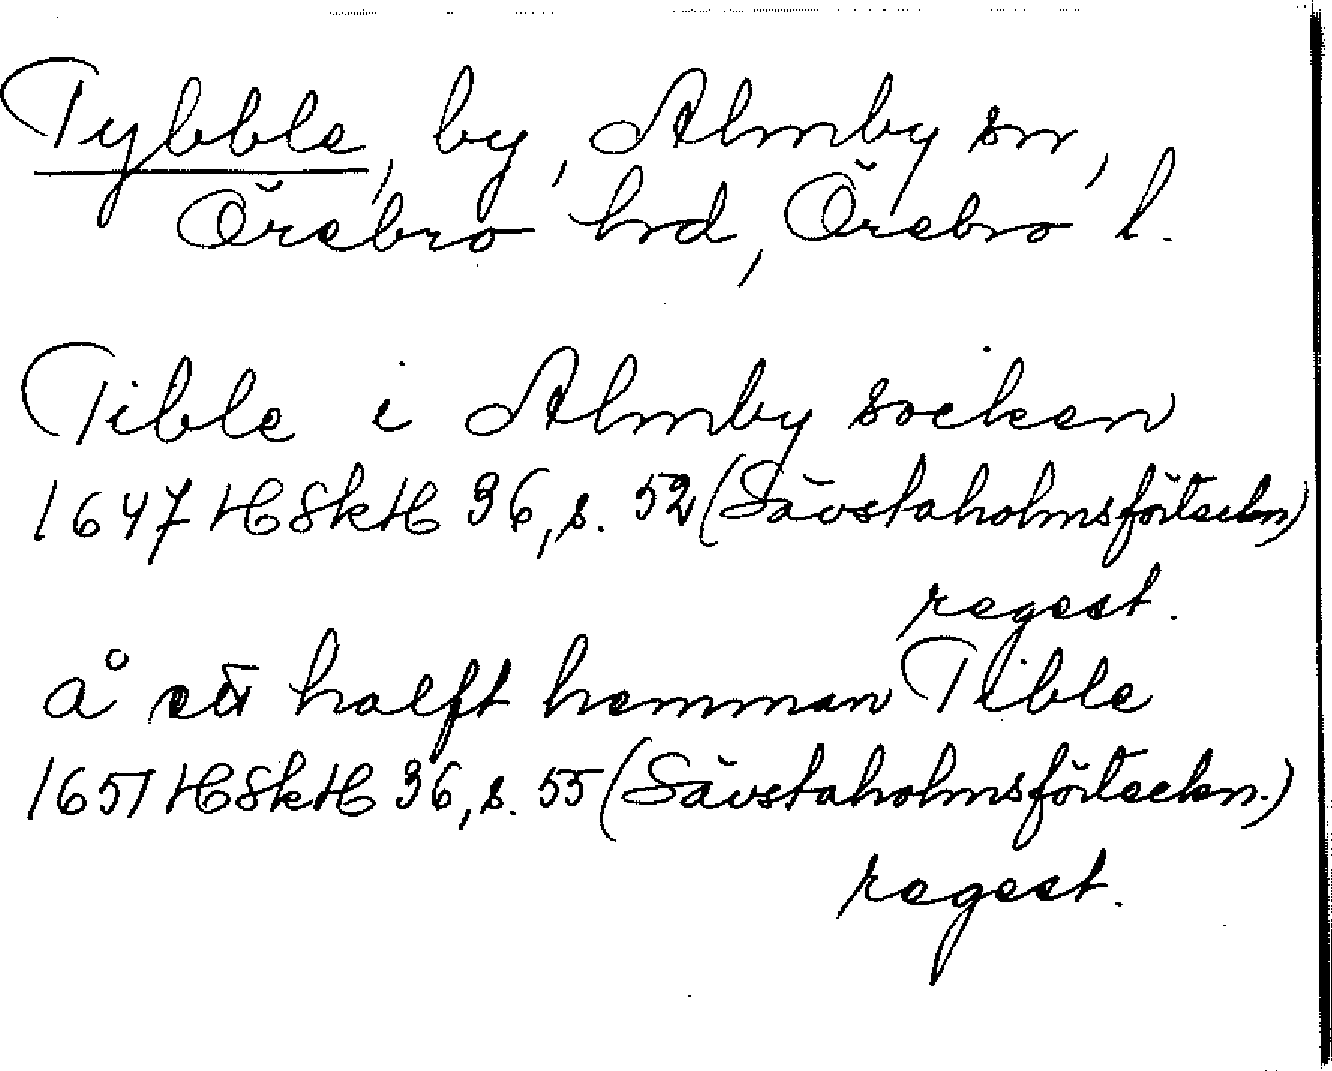 Tybble, by, Almby sn,
Örebro hrd, Örebro l.
Tible i Almby socken
1647 HSkH 36, s. 52 (Sävstaholmsförteckn)
regest.
å ett halft hemman Tible
1651 HSkH 36, s. 55 (Sävstaholmsförteckn.)
regest.